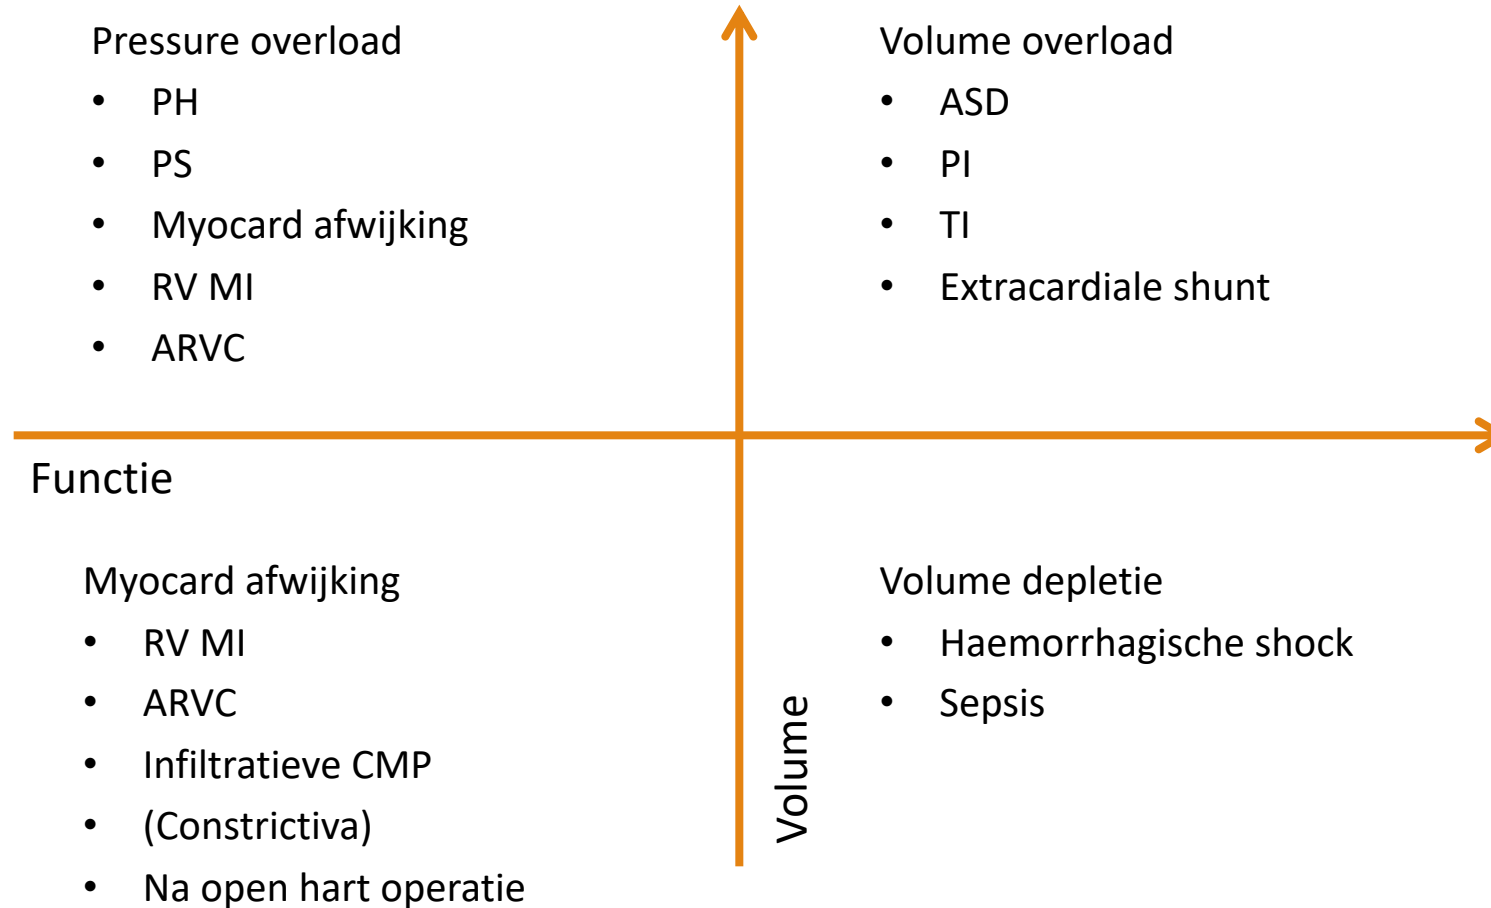 Pressure overload
• PH
• PS
• Myocard afwijking
• RV MI
• ARVC
Volume overload
• ASD
• PI
• TI
• Extracardiale shunt
Functie
Myocard afwijking
• RV MI
• ARVC
• Infiltratieve CMP
• (Constrictiva)
• Na open hart operatie
Volume
Volume depletie
• Haemorrhagische shock
• Sepsis